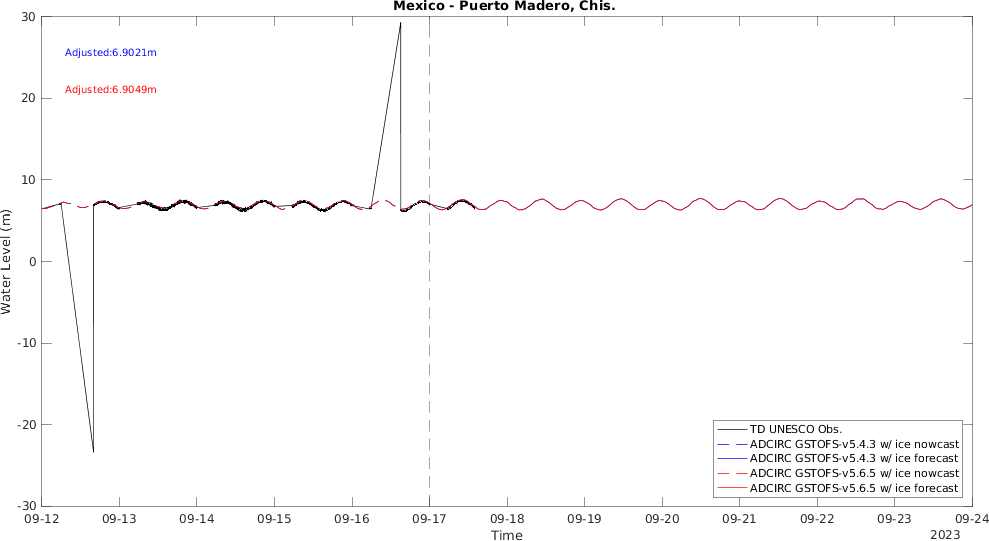 Mexico - Puerto Madero, Chis.
30
20
10
0
-10
-20
-30
Water Level (m)
Adjusted:6.9021m
Adjusted:6.9049m
TD UNESCO Obs.
ADCIRC GSTOFS-v5.4.3 w/ ice nowcast
ADCIRC GSTOFS-v5.4.3 w/ ice forecast
ADCIRC GSTOFS-v5.6.5 w/ ice nowcast
ADCIRC GSTOFS-v5.6.5 w/ ice forecast
09-12 09-13 09-14 09-15 09-16 09-17 09-18 09-19 09-20 09-21 09-22 09-23 09-24
Time
2023